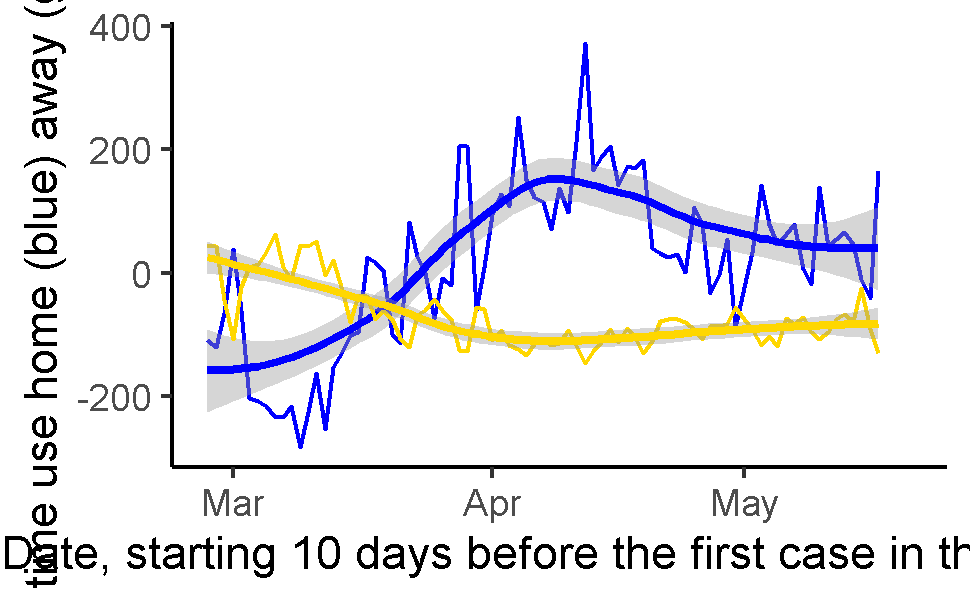 400
200
0
-200
time use home (blue) away (
Mar Apr May
Date, starting 10 days before the first case in th